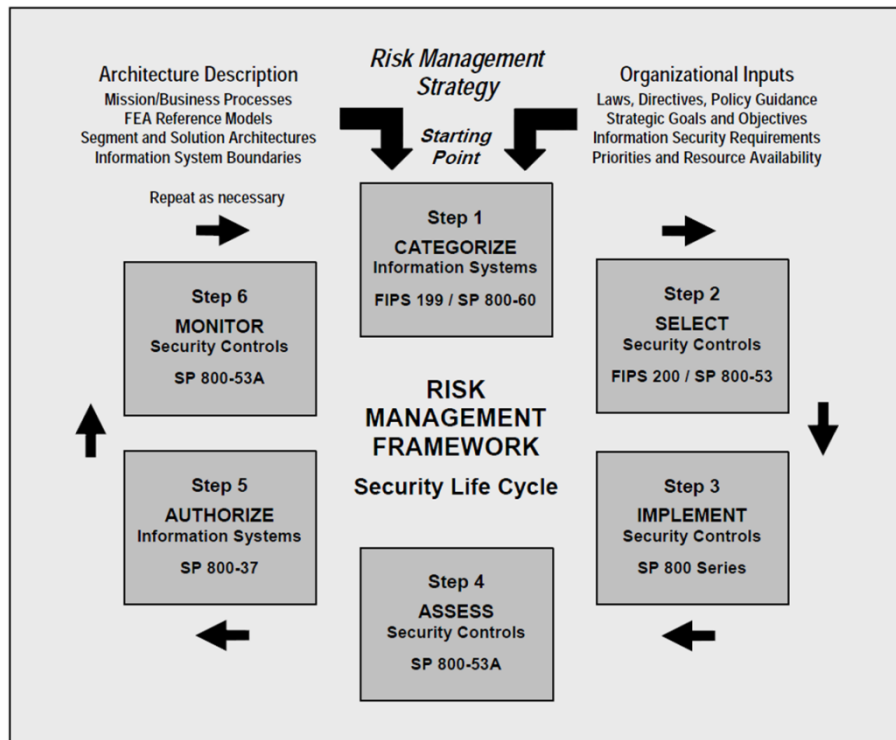 Risk Management
Strategy
Architecture Description
Mission/Business Processes
FEA Reference Models
Segment and Solution Architectures
Information System Boundaries
Organizational Inputs
Laws, Directives, Policy Guidance
Strategic Goals and Objectives
Information Security Requirements
Priorities and Resource Availability
Starting
Point
Repeat as necessary
Step 1
CATEGORIZE
Information Systems
FIPS 199 / SP 800-60
Step 2
SELECT
Security Controls
FIPS 200 / SP 800-53
Step 3
IMPLEMENT
Security Controls
SP 800 Series
Step 4
ASSESS
Security Controls
SP 800-53A
Step 5
AUTHORIZE
Information Systems
SP 800-37
Step 6
MONITOR
Security Controls
SP 800-53A
RISK
MANAGEMENT
FRAMEWORK
Security Life Cycle